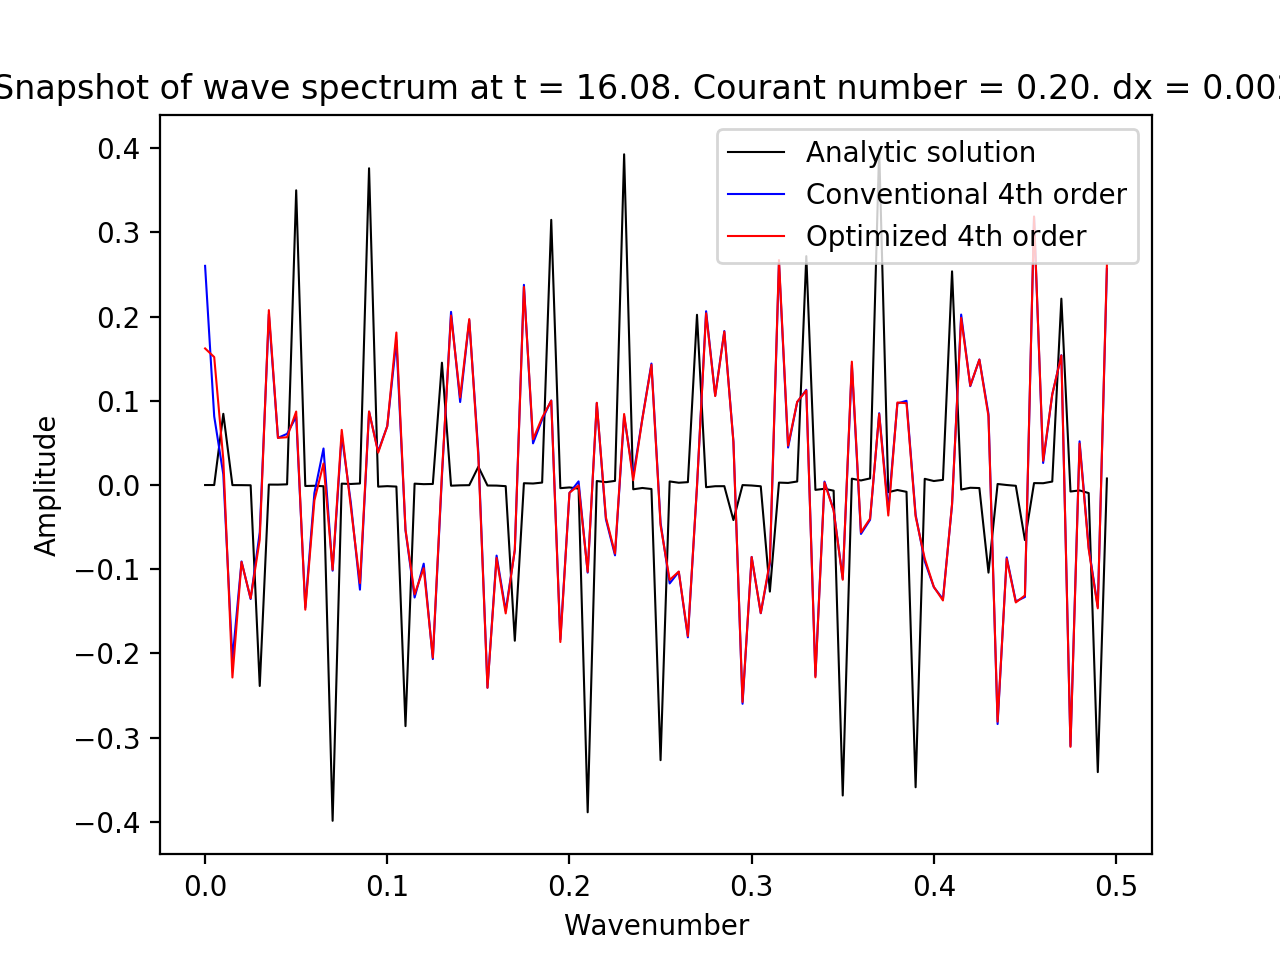 Snapshot of wave spectrum at t = 16.08. Courant number = 0.20. dx = 0.002
Analytic solution
Conventional 4th order
Optimized 4th order
0.4
0.3
0.2
0.1
0.0
−0.1
−0.2
−0.3
−0.4
Amplitude
0.0 0.1 0.2 0.3 0.4 0.5
Wavenumber